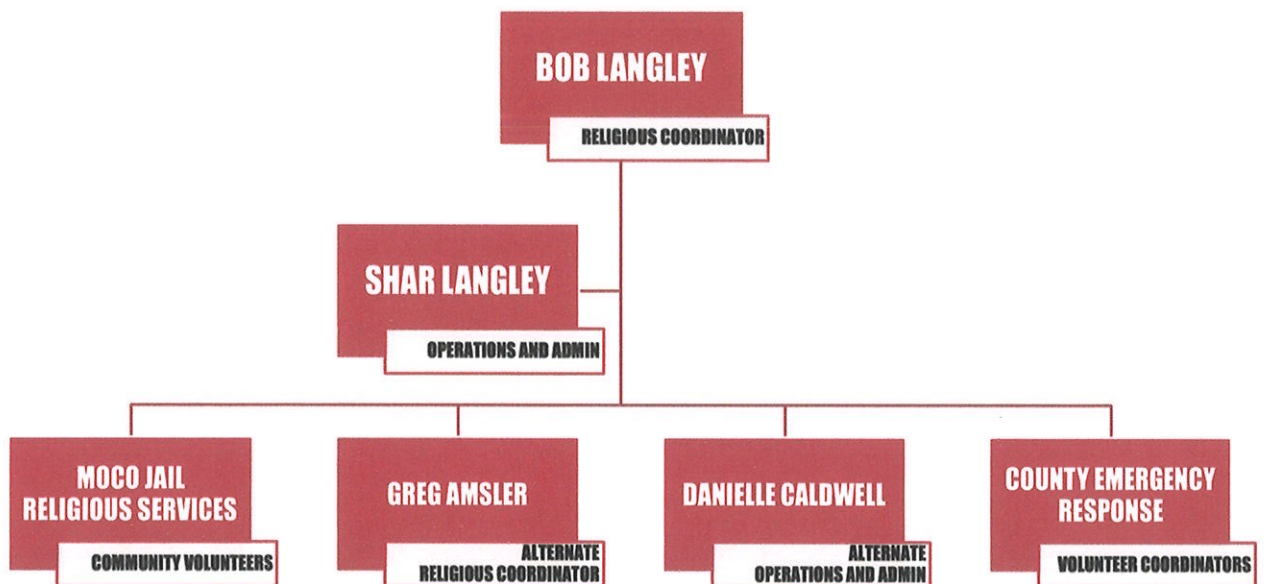 BOB LANGLEY
RELIGIOUS COORDINATOR
SHAR LANGLEY
OPERATIONS AND ADMIN
MOCO JAIL
RELIGIOUS SERVICES
COMMUNITY VOLUNTEERS
GREG AMSLER
ALTERNATE
RELIGIOUS COORDINATOR
DANIELLE CALDWELL
ALTERNATE
OPERATIONS AND ADMIN
COUNTY EMERGENCY
RESPONSE
VOLUNTEER COORDINATORS